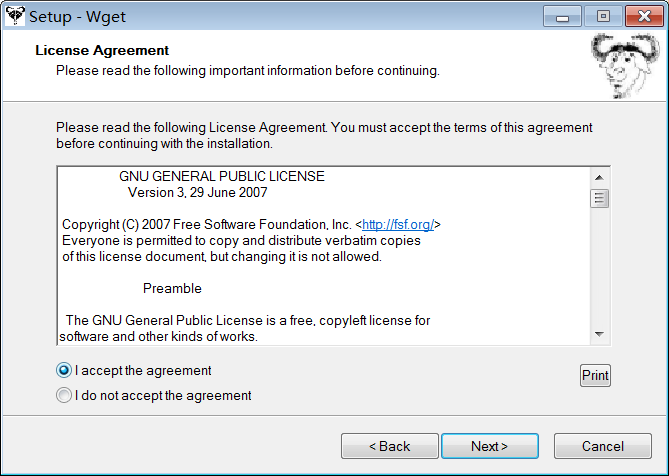 Setup - Wget
License Agreement
Please read the following important information before continuing.
Please read the following License Agreement. You must accept the terms of this agreement
before continuing with the installation.
GNU GENERAL PUBLIC LICENSE
Version 3, 29 June 2007
Copyright (C) 2007 Free Software Foundation, Inc. <http://fsf.org/>
Everyone is permitted to copy and distribute verbatim copies
of this license document, but changing it is not allowed.
Preamble
The GNU General Public License is a free, copyleft license for
software and other kinds of works.
I accept the agreement
Print
I do not accept the agreement
< Back
Next >
Cancel